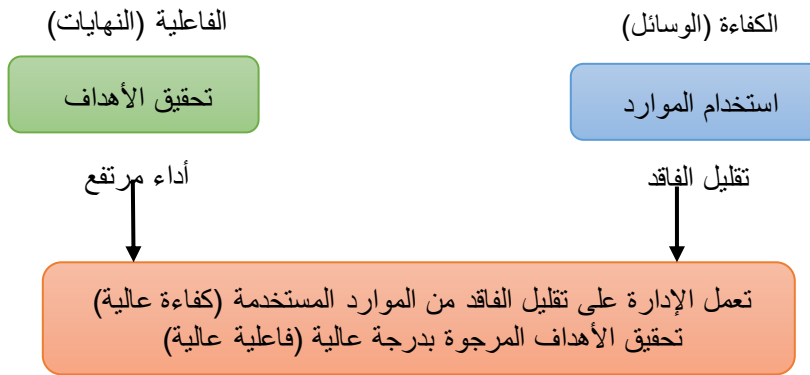 الكفاءة (الوسائل)
الفاعلية (النهايات)
استخدام الموارد
تحقيق الأهداف
تقليل الفاقد
أداء مرتفع
تعمل الإدارة على تقليل الفاقد من الموارد المستخدمة (كفاءة عالية)
تحقيق الأهداف المرجوة بدرجة عالية (فاعلية عالية)